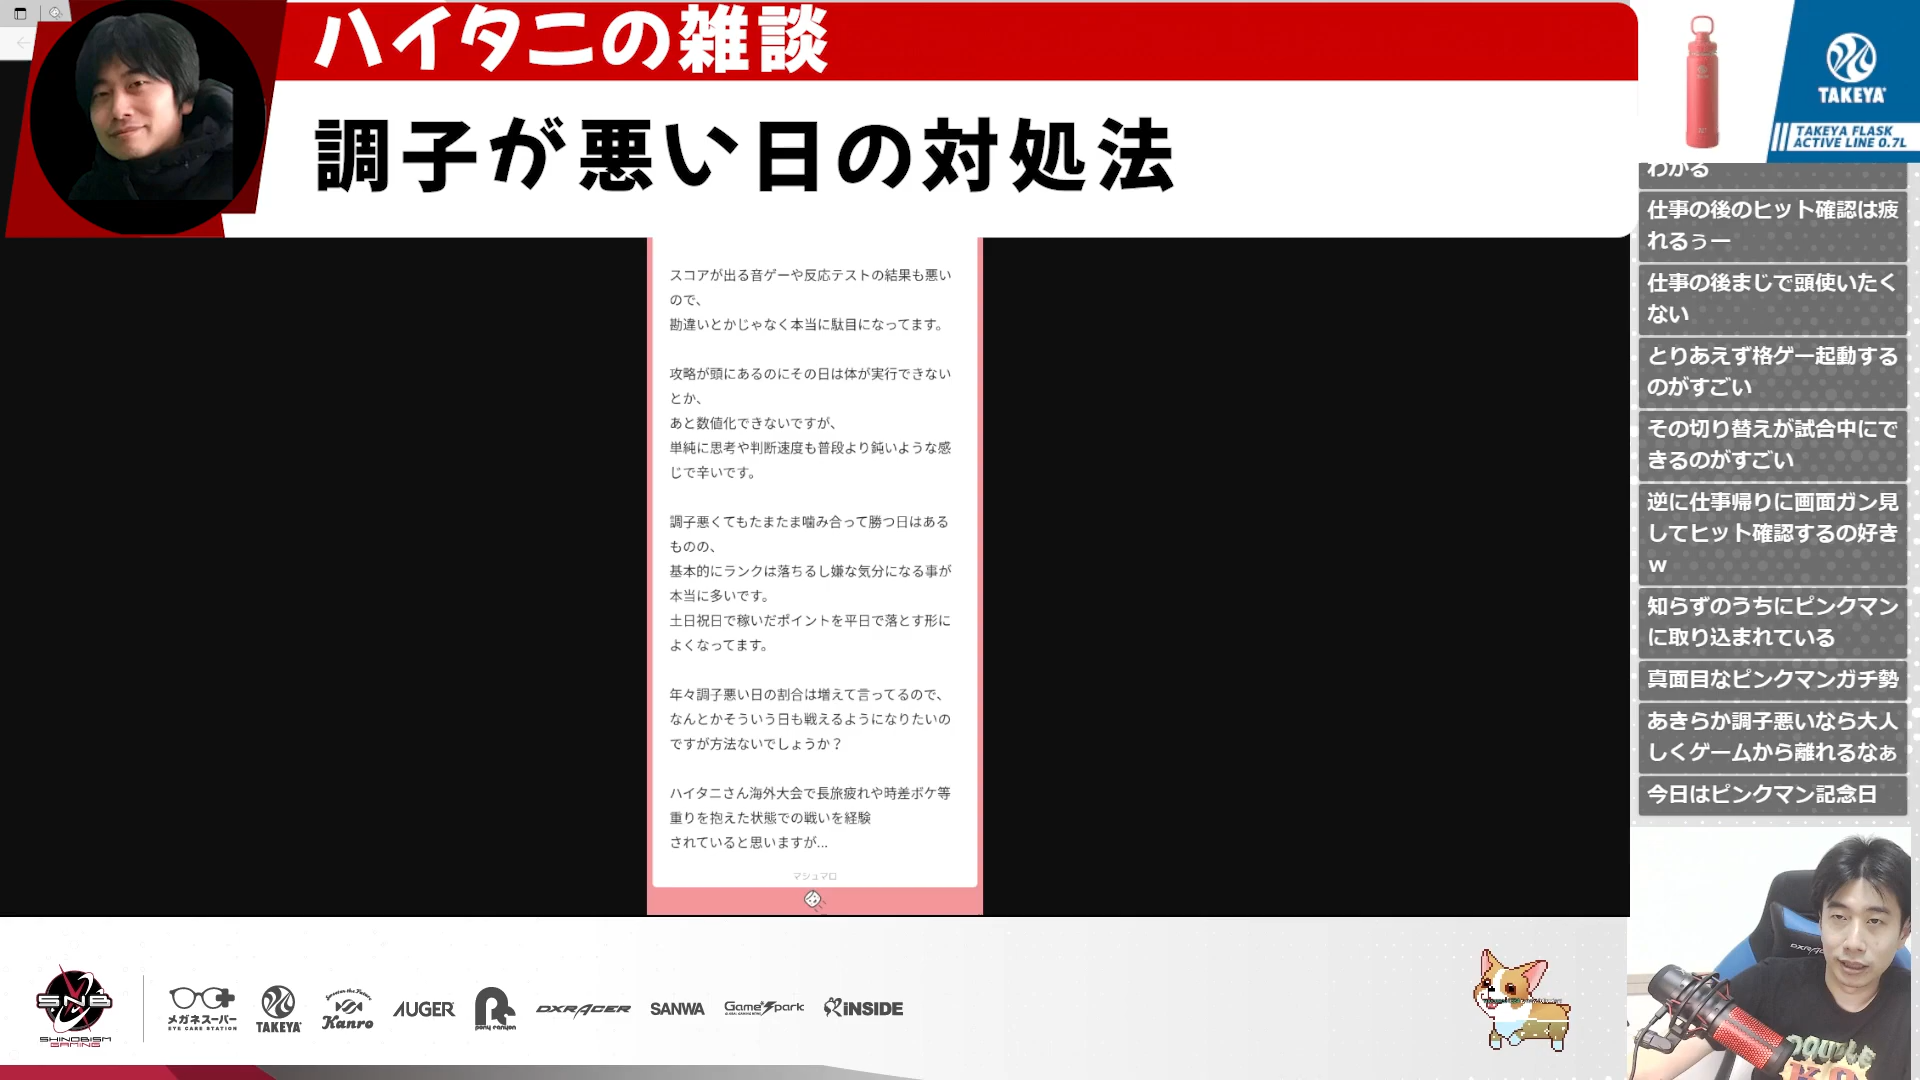 ハイタニの雑談
調子が悪い日の対処法
TAKEYA
TAKEYA FLASK
ACTIVE LINE 0.7L
スコアが出る音ゲーや反応テストの結果も悪い
ので、
勘違いとかじゃなく本当に駄目になってます。
攻略が頭にあるのにその日は体が実行できない
とか、
あと数値化できないですが、
単純に思考や判断速度も普段より鈍いような感
じで辛いです。
調子悪くてもたまたま噛み合って勝つ日はある
ものの、
基本的にランクは落ちるし嫌な気分になる事が
本当に多いです。
土日祝日で稼いだポイントを平日で落とす形に
よくなってます。
年々調子悪い日の割合は増えて言ってるので、
なんとかそういう日も戦えるようになりたいの
ですが方法ないでしょうか？
ハイタニさん海外大会で長旅疲れや時差ボケ等
重りを抱えた状態での戦いを経験
されていると思いますが...
マシュマロ
わかる
仕事の後のヒット確認は疲
れるぅー
仕事の後まじで頭使いたく
ない
とりあえず格ゲー起動する
のがすごい
その切り替えが試合中にで
きるのがすごい
逆に仕事帰りに画面ガン見
してヒット確認するの好き
w
知らずのうちにピンクマン
に取り込まれている
真面目なピンクマンガチ勢
あきらか調子悪いなら大人
しくゲームから離れるなぁ
今日はピンクマン記念日
SNB
SHINOBISM
GAMING
メガネスーパー
EYE CARE STATION
TAKEYA
Kanro
AUGER
pony canyon
DXRACER
SANWA
Game*Spark
iNSIDE
DOUBLE